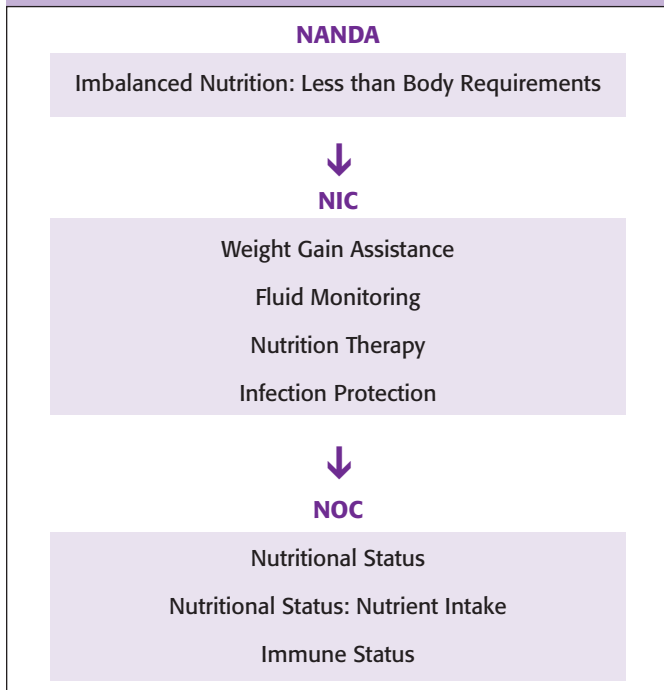 NANDA
Imbalanced Nutrition: Less than Body Requirements
NIC
Weight Gain Assistance
Fluid Monitoring
Nutrition Therapy
Infection Protection
NOC
Nutritional Status
Nutritional Status: Nutrient Intake
Immune Status